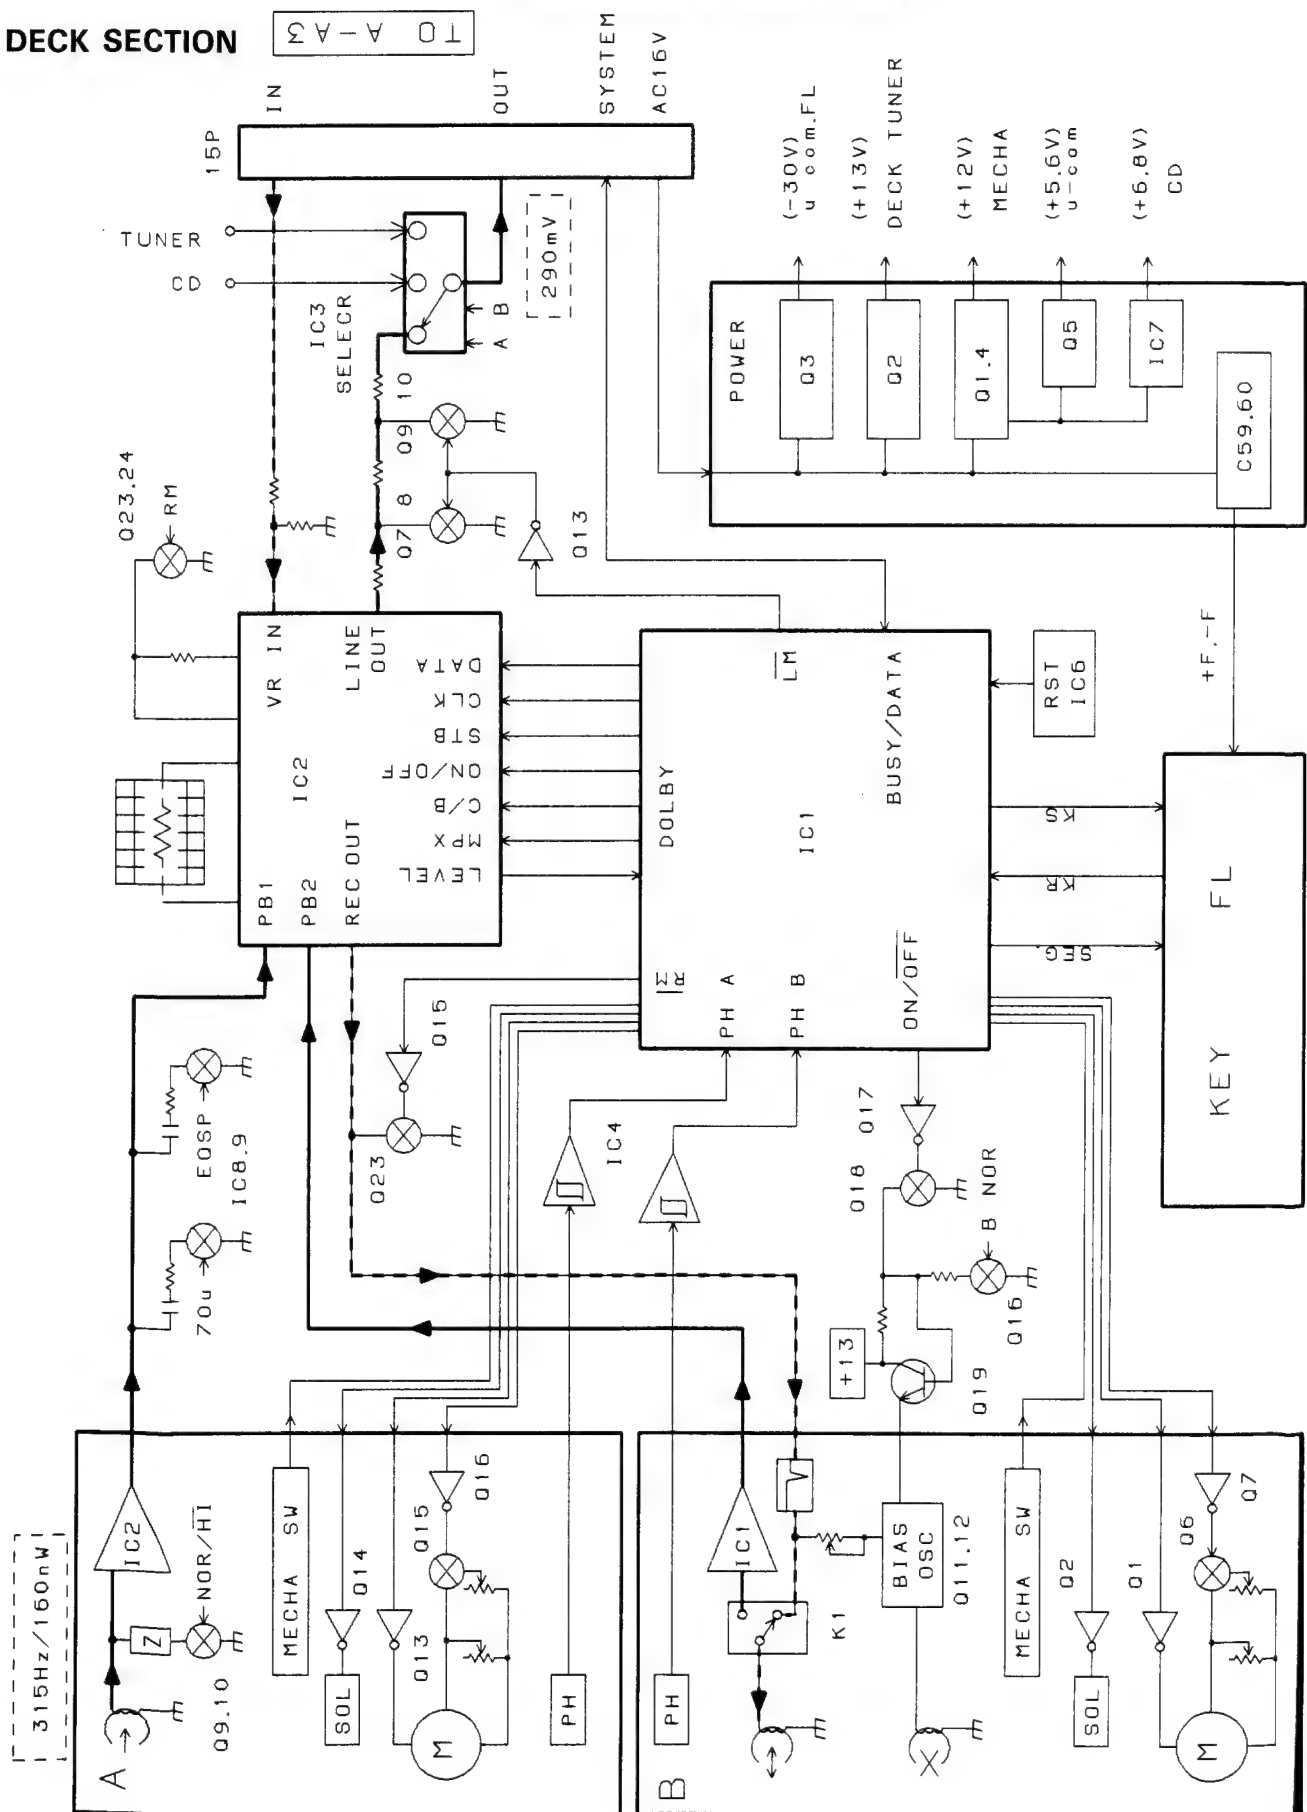 DECK SECTION
TO A-A3
15P
IN
OUT
SYSTEM
AC16V
TUNER
CD
IC3
SELECR
A
B
290mV
Q23.24
RM
Q7
8
Q9
10
Q13
VR IN
LINE
OUT
IC2
PB1
PB2
REC OUT
DATA
CLK
STB
ON/OFF
C/B
MPX
LEVEL
POWER
Q3
Q2
Q1.4
Q5
IC7
C59.60
(-30V)
u com.FL
(+13V)
DECK TUNER
(+12V)
MECHA
(+5.6V)
u-com
(+6.8V)
CD
LM
BUSY/DATA
DOLBY
IC1
RM
PH A
PH B
ON/OFF
RST
IC6
+F.-F
KS
KR
SEG
KEY
FL
70u
EQSP
IC8.9
Q15
Q23
IC4
Q17
Q18
B NOR
Q16
+13
Q19
315Hz/160nW
A
IC2
Z
NOR/HI
Q9.10
MECHA SW
SOL
Q14
Q13
Q15
Q16
M
PH
B
PH
IC1
K1
BIAS
OSC
Q11.12
MECHA SW
SOL
Q2
Q1
Q6
Q7
M